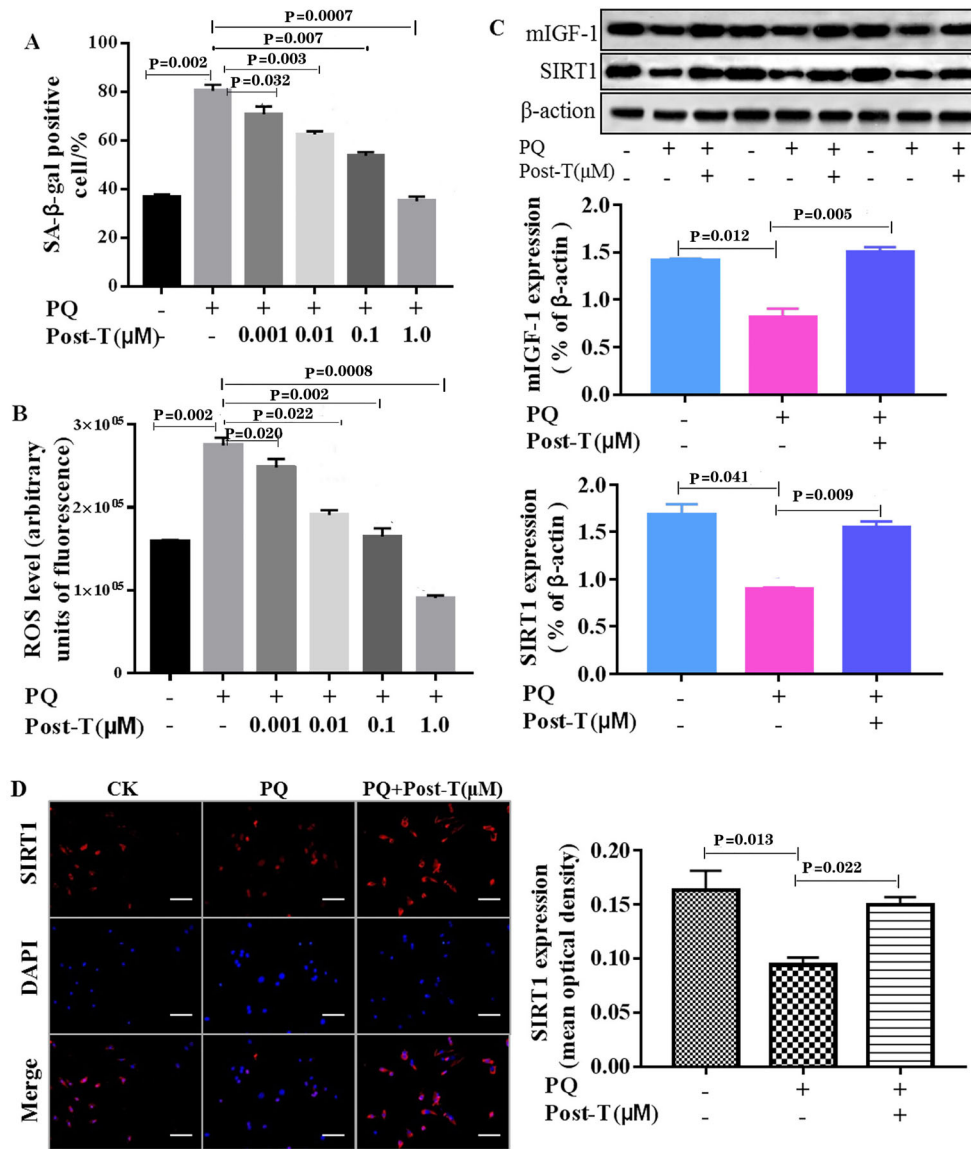 A
P=0.0007
P=0.007
P=0.003
P=0.002
P=0.032
100
80
60
40
20
0
SA-β-gal positive
cell/%
PQ - + + + + +
Post-T(μM)- - 0.001 0.01 0.1 1.0
B
P=0.0008
P=0.002
P=0.002
P=0.022
P=0.020
3×10⁰⁵
2×10⁰⁵
1×10⁰⁵
0
ROS level (arbitrary
units of fluorescence
PQ - + + + + +
Post-T(μM) - - 0.001 0.01 0.1 1.0
C
mIGF-1
SIRT1
β-action
PQ - + + - + + - + +
Post-T(μM) - - + - - + - - +
mIGF-1 expression
( % of β-actin )
2.0
1.5
1.0
0.5
0.0
P=0.012
P=0.005
PQ - + +
Post-T(μM) - - +
SIRT1 expression
( % of β-actin )
2.0
1.5
1.0
0.5
0.0
P=0.041
P=0.009
PQ - + +
Post-T(μM) - - +
D
CK PQ PQ+Post-T(μM)
SIRT1
DAPI
Merge
SIRT1 expression
(mean optical density)
0.20
0.15
0.10
0.05
0.00
P=0.013
P=0.022
PQ - + +
Post-T(μM) - - +